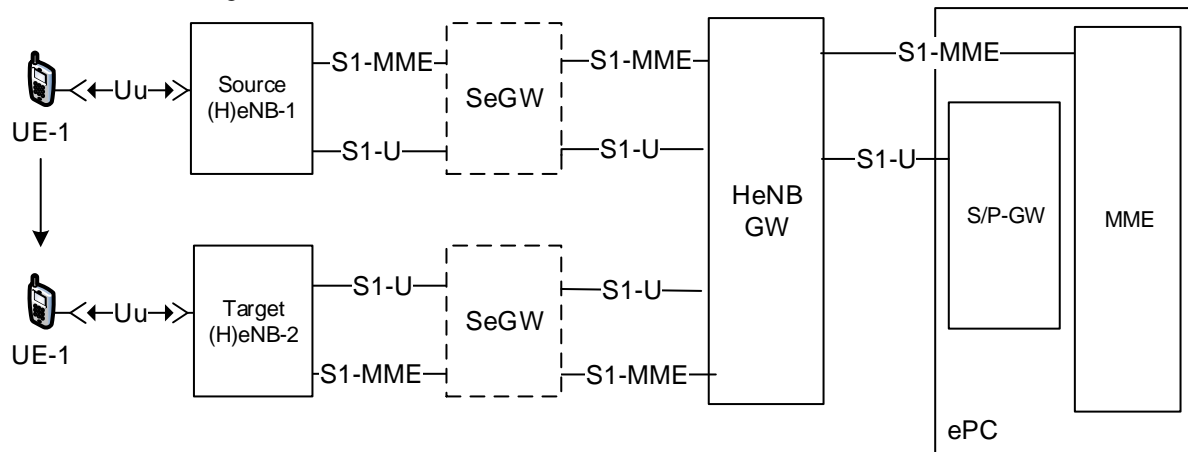 S1-MME
S1-MME
S1-MME
Source
(H)eNB-1
SeGW
Uu
UE-1
S1-U
S1-U
S1-U
HeNB
GW
S/P-GW
MME
S1-U
S1-U
Target
(H)eNB-2
SeGW
Uu
UE-1
S1-MME
S1-MME
ePC